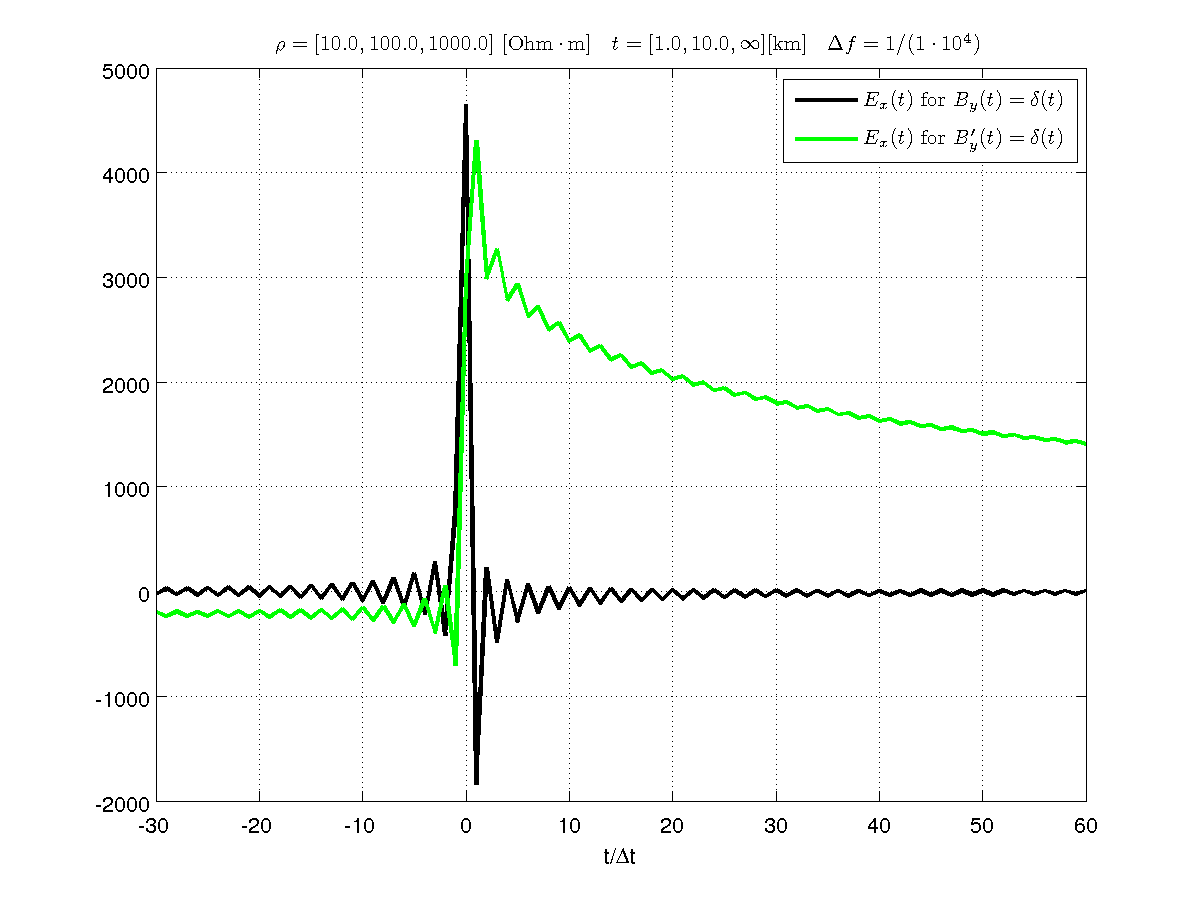 ρ = [10.0, 100.0, 1000.0] [Ohm · m] t = [1.0, 10.0, ∞][km] Δf = 1/(1 · 10⁴)
5000
4000
3000
2000
1000
0
-1000
-2000
E_x(t) for B_y(t) = δ(t)
E_x(t) for B′_y(t) = δ(t)
-30 -20 -10 0 10 20 30 40 50 60
t/Δt